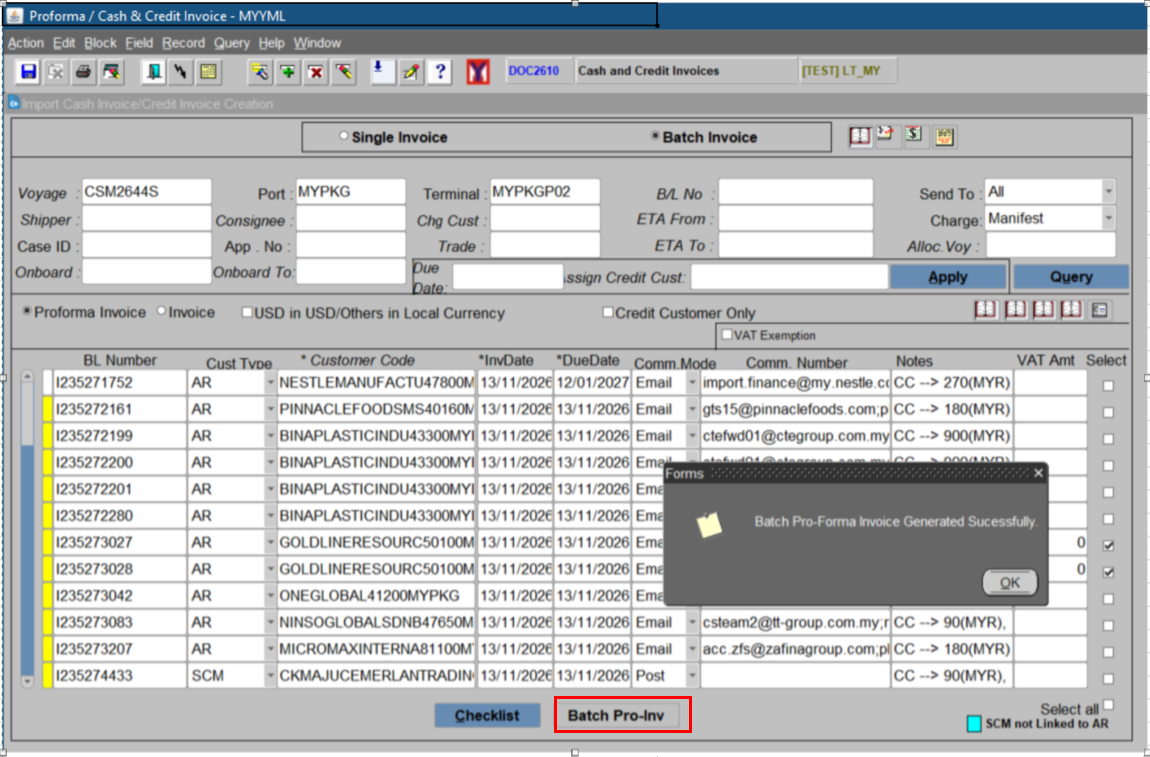 Proforma / Cash & Credit Invoice - MYYML
Action Edit Block Field Record Query Help Window
DOC2610 Cash and Credit Invoices [TEST] LT_MY
Import Cash Invoice/Credit Invoice Creation
Single Invoice Batch Invoice
Voyage : CSM2644S Port : MYPKG Terminal : MYPKGP02 B/L No : Send To : All
Shipper : Consignee : Chg Cust : ETA From : Charge: Manifest
Case ID : App . No : Trade : ETA To : Alloc.Voy :
Onboard : Onboard To: Due Date: ssign Credit Cust: Apply Query
Proforma Invoice Invoice USD in USD/Others in Local Currency Credit Customer Only
VAT Exemption
BL Number Cust Type * Customer Code *InvDate *DueDate Comm.Mode Comm. Number Notes VAT Amt Select
I235271752 AR NESTLEMANUFACTU47800M 13/11/2026 12/01/2027 Email import.finance@my.nestle.cc CC --> 270(MYR)
I235272161 AR PINNACLEFOODSMS40160M 13/11/2026 13/11/2026 Email gts15@pinnaclefoods.com;p CC --> 180(MYR)
I235272199 AR BINAPLASTICINDU43300MYI 13/11/2026 13/11/2026 Email ctefwd01@ctegroup.com.my CC --> 900(MYR)
I235272200 AR BINAPLASTICINDU43300MYI 13/11/2026 13/11/2026
I235272201 AR BINAPLASTICINDU43300MYI 13/11/2026 13/11/2026 Ema
I235272280 AR BINAPLASTICINDU43300MYI 13/11/2026 13/11/2026 Ema
I235273027 AR GOLDLINERESOURC50100M 13/11/2026 13/11/2026 Ema 0
I235273028 AR GOLDLINERESOURC50100M 13/11/2026 13/11/2026 Ema 0
I235273042 AR ONEGLOBAL41200MYPKG 13/11/2026 13/11/2026 Ema
I235273083 AR NINSOGLOBALSDNB47650M 13/11/2026 13/11/2026 Email csteam2@tt-group.com.my;r CC --> 90(MYR),
I235273207 AR MICROMAXINTERNA81100M 13/11/2026 13/11/2026 Email acc.zfs@zafinagroup.com;pl CC --> 180(MYR)
I235274433 SCM CKMAJUCEMERLANTRADIN 13/11/2026 13/11/2026 Post CC --> 90(MYR),
Forms
Batch Pro-Forma Invoice Generated Sucessfully.
OK
Checklist Batch Pro-Inv Select all
SCM not Linked to AR